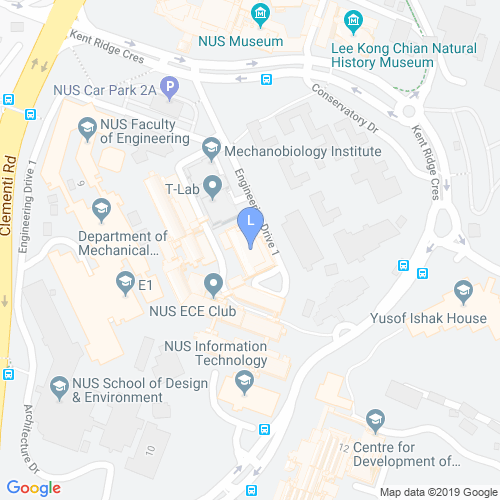 Kent Ridge Cres
NUS Museum
Lee Kong Chian Natural
History Museum
NUS Car Park 2A
P
Conservatory Dr
NUS Faculty
of Engineering
Mechanobiology Institute
Kent Ridge Cres
Clementi Rd
Engineering Drive 1
T-Lab
Engineering Drive 1
9
L
Department of
Mechanical...
E1
NUS ECE Club
Yusof Ishak House
NUS Information
Technology
NUS School of Design
& Environment
Architecture Dr
10
12
Centre for
Development of...
Google
Map data ©2019 Google